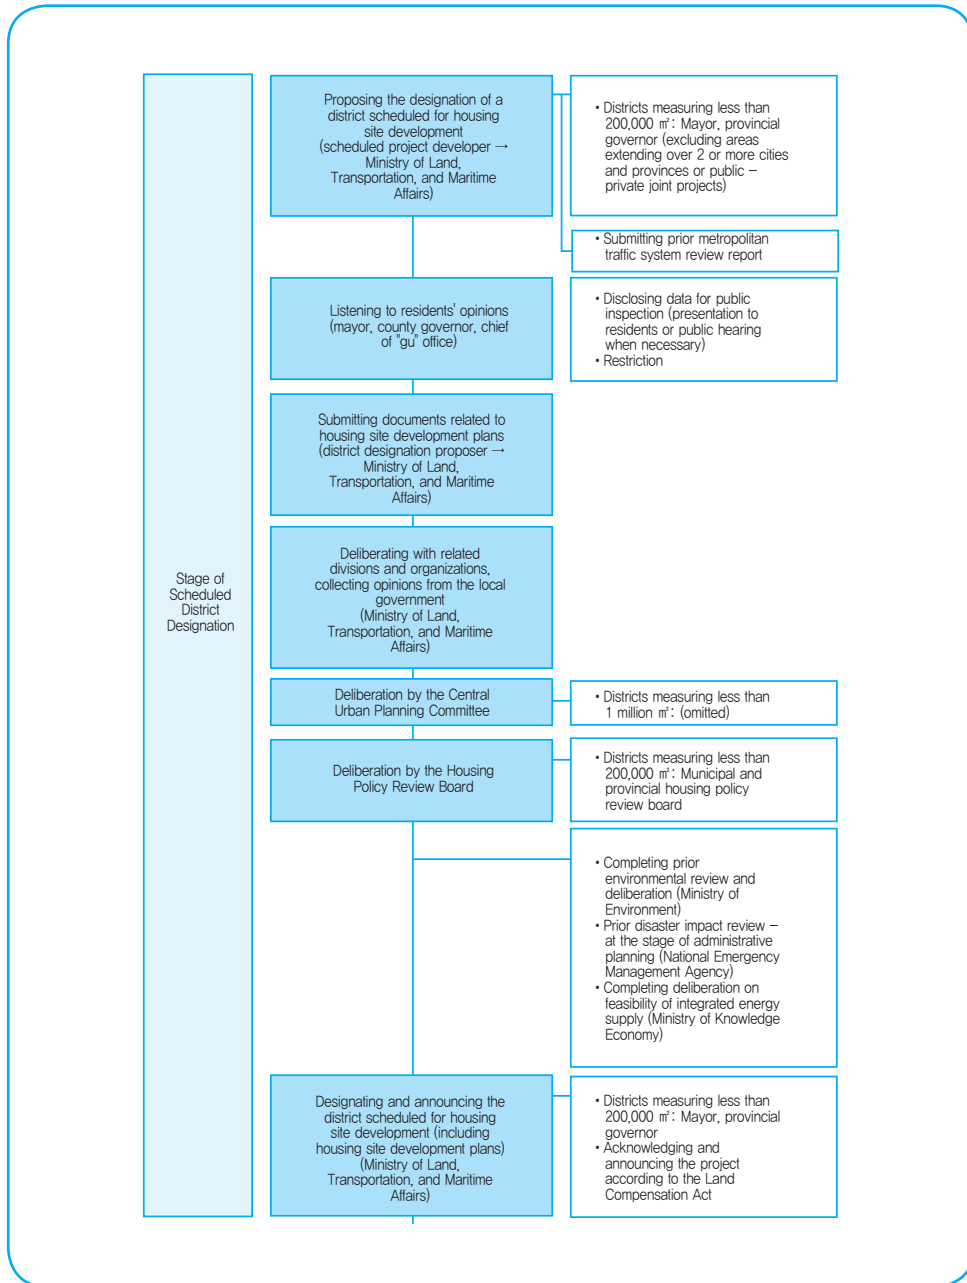 Stage of
Scheduled
District
Designation
Proposing the designation of a
district scheduled for housing
site development
(scheduled project developer →
Ministry of Land,
Transportation, and Maritime
Affairs)
• Districts measuring less than
200,000 ㎡: Mayor, provincial
governor (excluding areas
extending over 2 or more cities
and provinces or public –
private joint projects)
• Submitting prior metropolitan
traffic system review report
Listening to residents' opinions
(mayor, county governor, chief
of "gu" office)
• Disclosing data for public
inspection (presentation to
residents or public hearing
when necessary)
• Restriction
Submitting documents related to
housing site development plans
(district designation proposer →
Ministry of Land,
Transportation, and Maritime
Affairs)
Deliberating with related
divisions and organizations,
collecting opinions from the local
government
(Ministry of Land,
Transportation, and Maritime
Affairs)
Deliberation by the Central
Urban Planning Committee
• Districts measuring less than
1 million ㎡: (omitted)
Deliberation by the Housing
Policy Review Board
• Districts measuring less than
200,000 ㎡: Municipal and
provincial housing policy
review board
• Completing prior
environmental review and
deliberation (Ministry of
Environment)
• Prior disaster impact review –
at the stage of administrative
planning (National Emergency
Management Agency)
• Completing deliberation on
feasibility of integrated energy
supply (Ministry of Knowledge
Economy)
Designating and announcing the
district scheduled for housing
site development (including
housing site development plans)
(Ministry of Land,
Transportation, and Maritime
Affairs)
• Districts measuring less than
200,000 ㎡: Mayor, provincial
governor
• Acknowledging and
announcing the project
according to the Land
Compensation Act